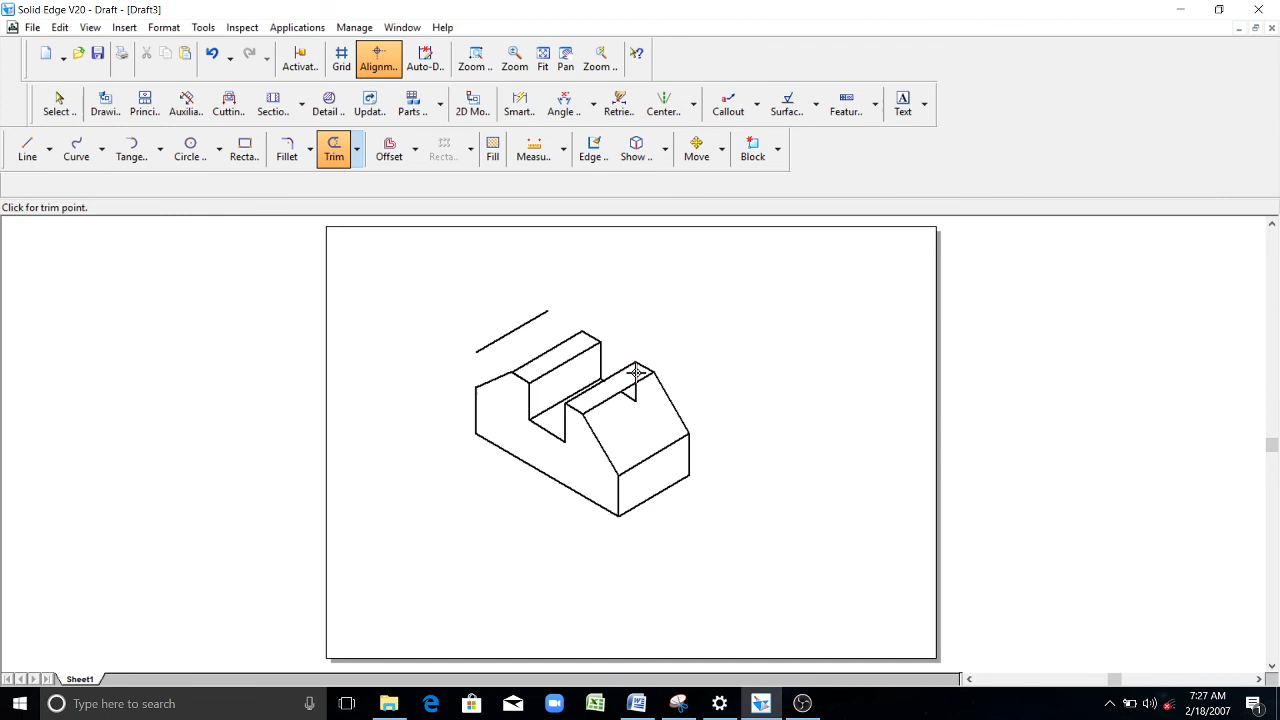 Solid Edge V20 - Draft - [Draft3]
File Edit View Insert Format Tools Inspect Applications Manage Window Help
Activat.. Grid Alignm.. Auto-D.. Zoom .. Zoom Fit Pan Zoom ..
Select .. Drawi.. Princi.. Auxilia.. Cuttin.. Sectio.. Detail .. Updat.. Parts .. 2D Mo.. Smart.. Angle .. Retrie.. Center.. Callout Surfac.. Featur.. Text
Line Curve Tange.. Circle .. Recta.. Fillet Trim Offset Recta.. Fill Measu.. Edge .. Show .. Move Block
Click for trim point.
Sheet1
Type here to search
7:27 AM
2/18/2007